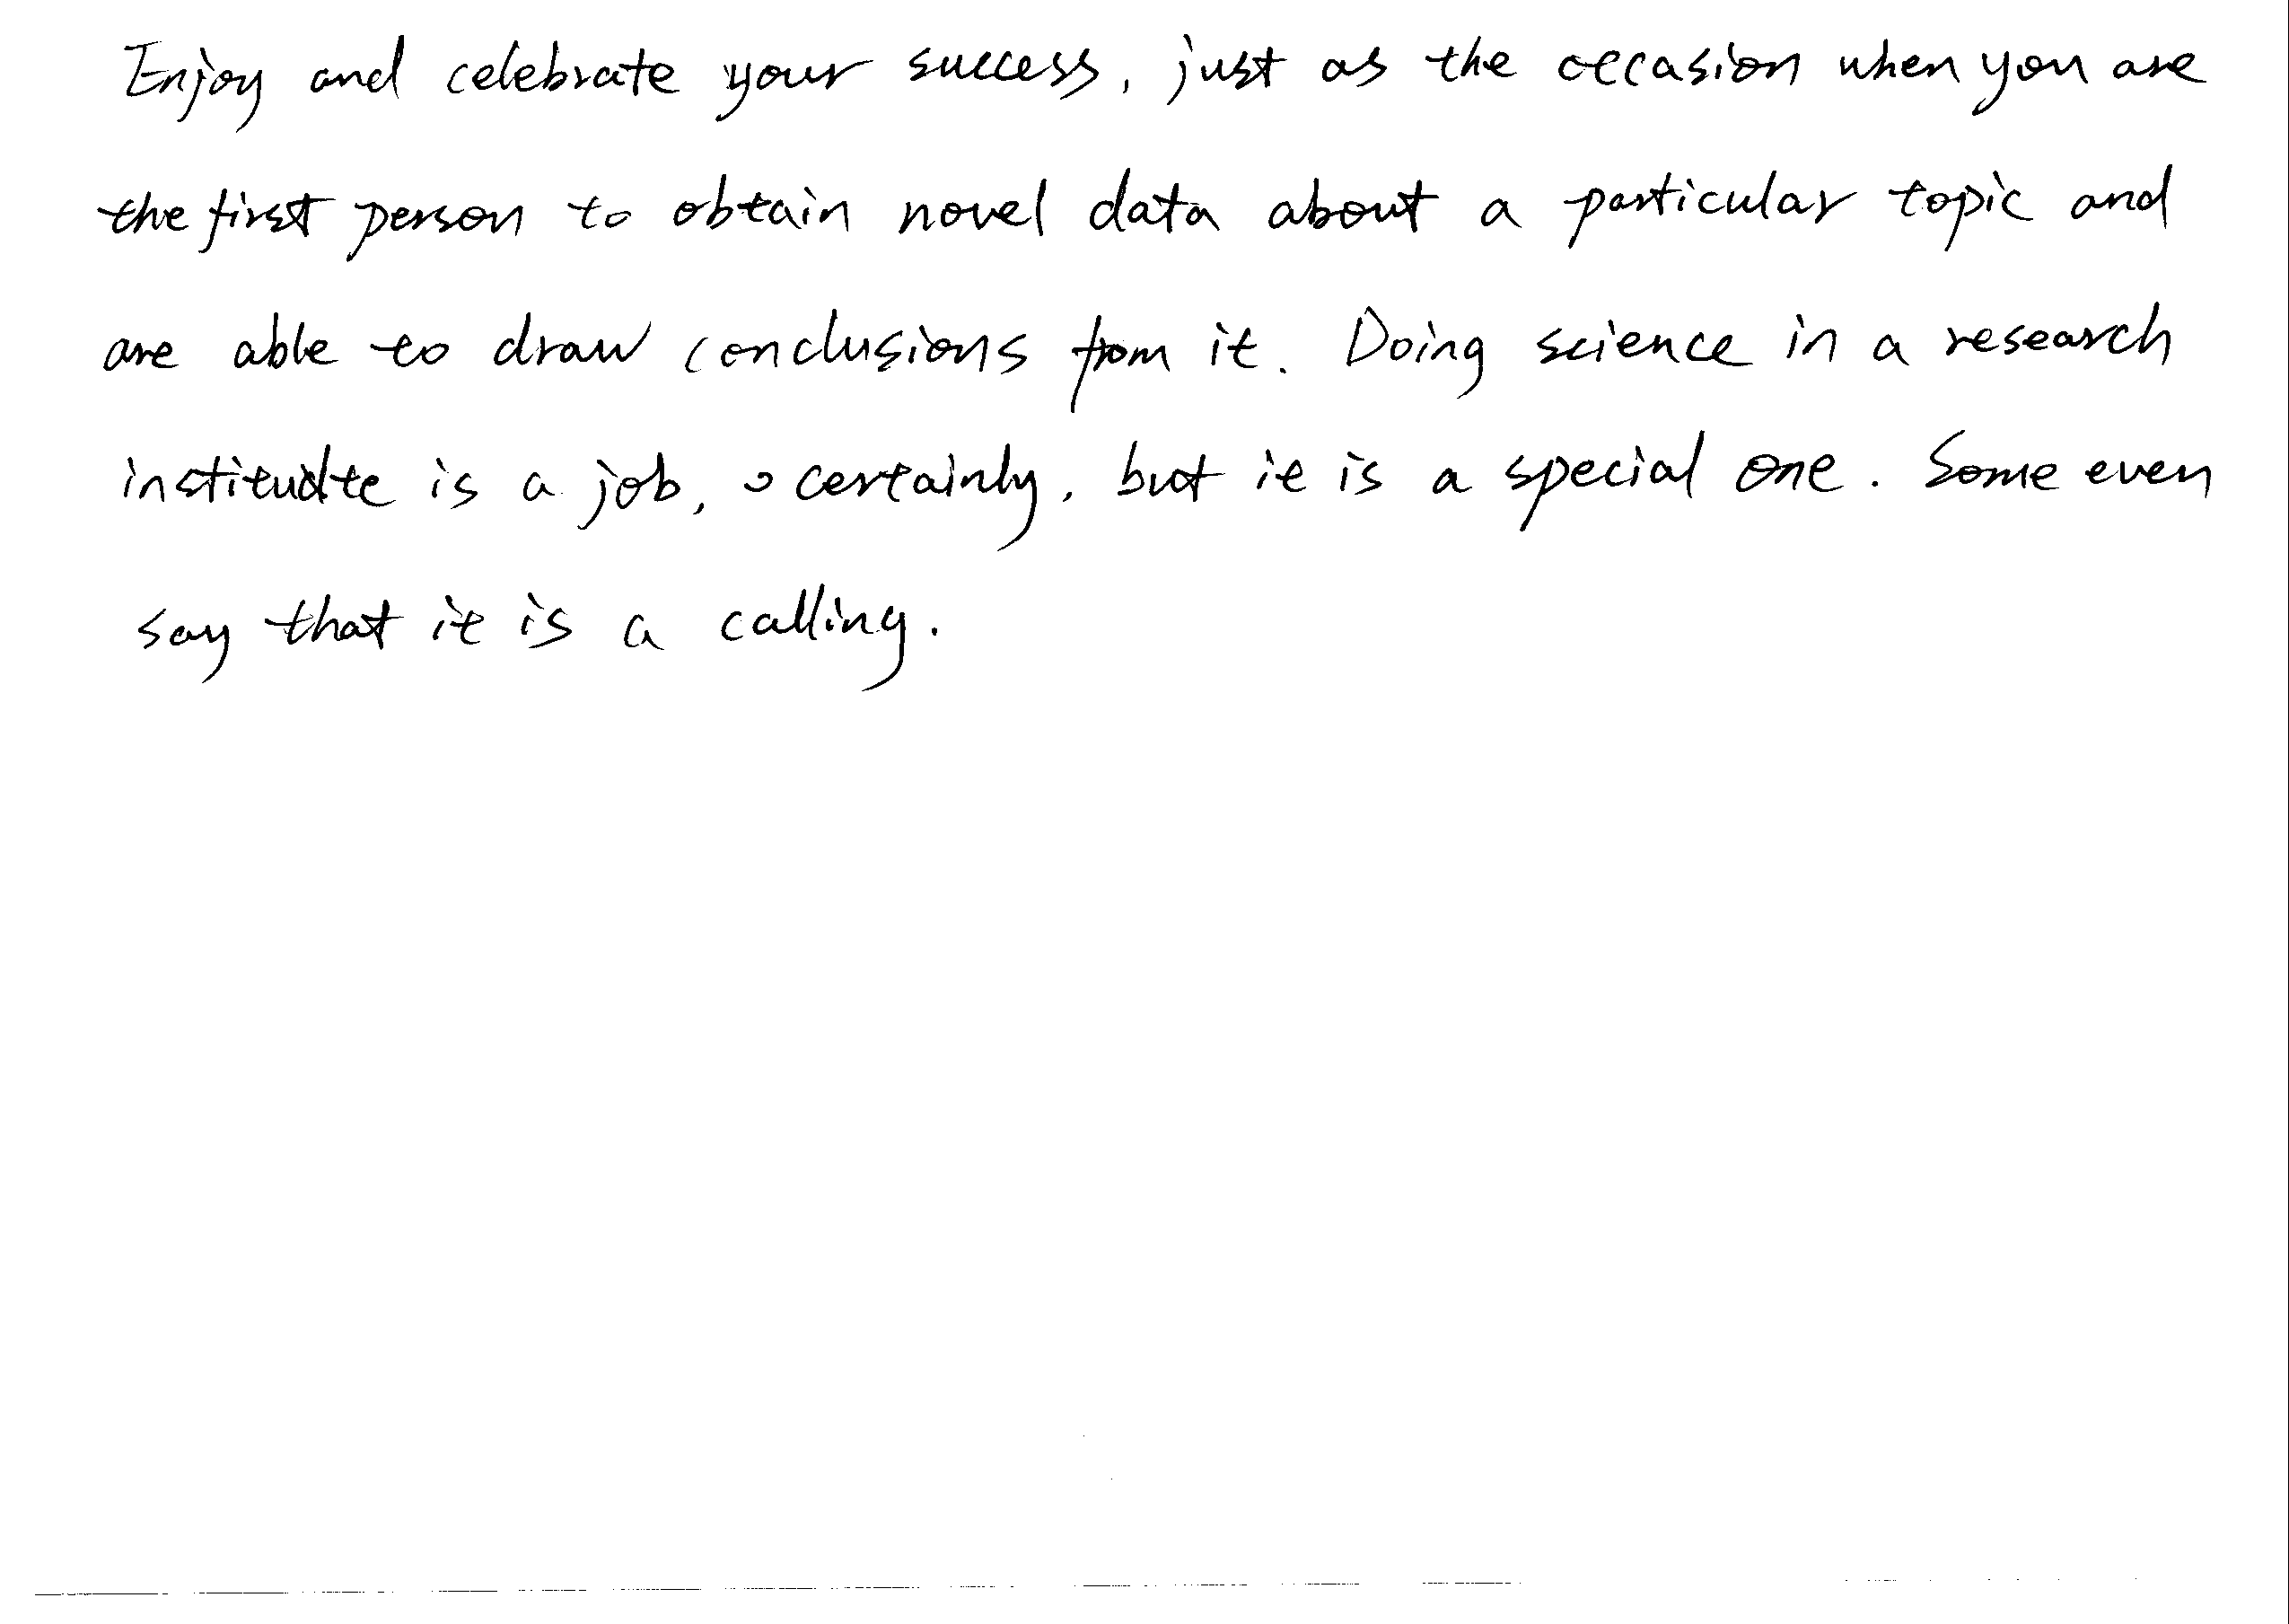 Enjoy and celebrate your success, just as the occasion when you are
the first person to obtain novel data about a particular topic and
are able to draw conclusions from it. Doing science in a research
institudte is a job, certainly, but it is a special one. Some even
say that it is a calling.